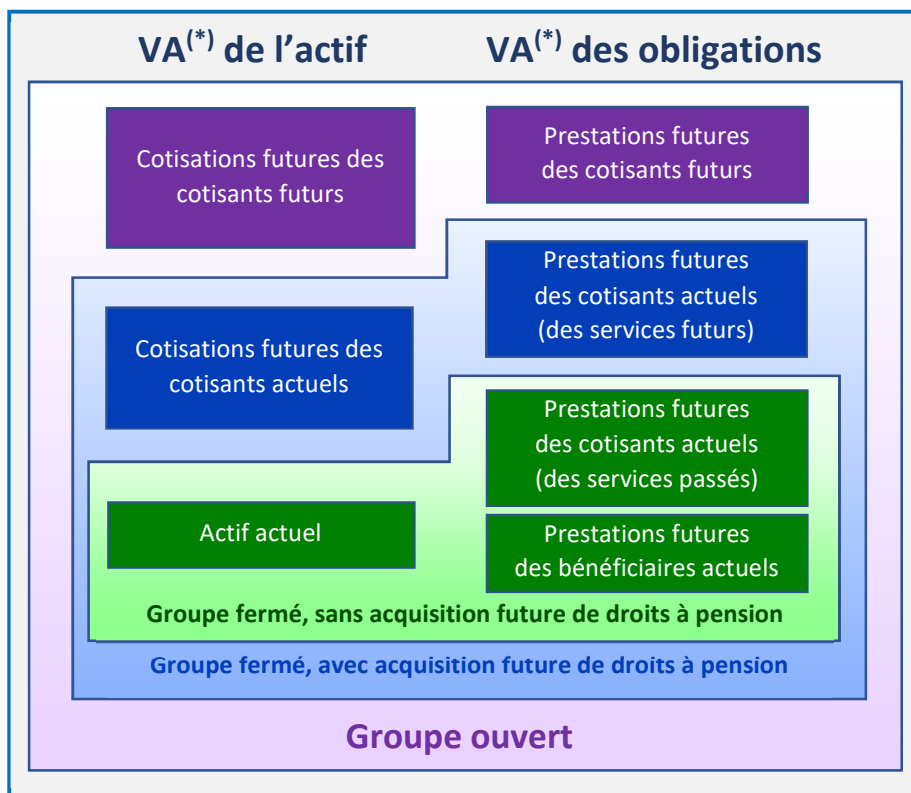 VA(*) de l’actif
VA(*) des obligations
Cotisations futures des
cotisants futurs
Prestations futures
des cotisants futurs
Cotisations futures des
cotisants actuels
Prestations futures
des cotisants actuels
(des services futurs)
Actif actuel
Prestations futures
des cotisants actuels
(des services passés)
Prestations futures
des bénéficiaires actuels
Groupe fermé, sans acquisition future de droits à pension
Groupe fermé, avec acquisition future de droits à pension
Groupe ouvert